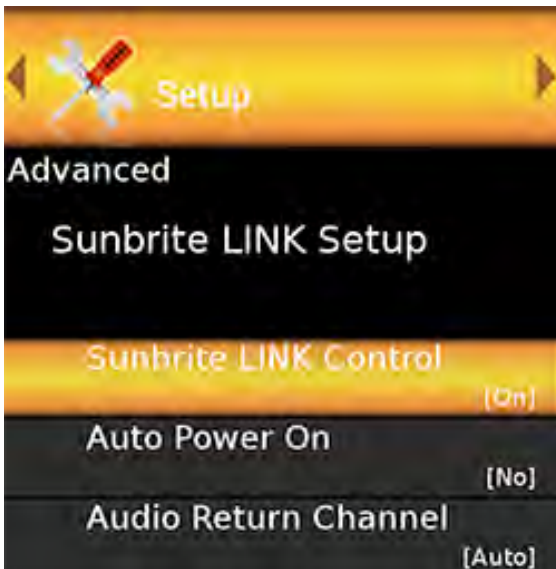 Setup
Advanced
Sunbrite LINK Setup
Sunbrite LINK Control
[On]
Auto Power On
[No]
Audio Return Channel
[Auto]